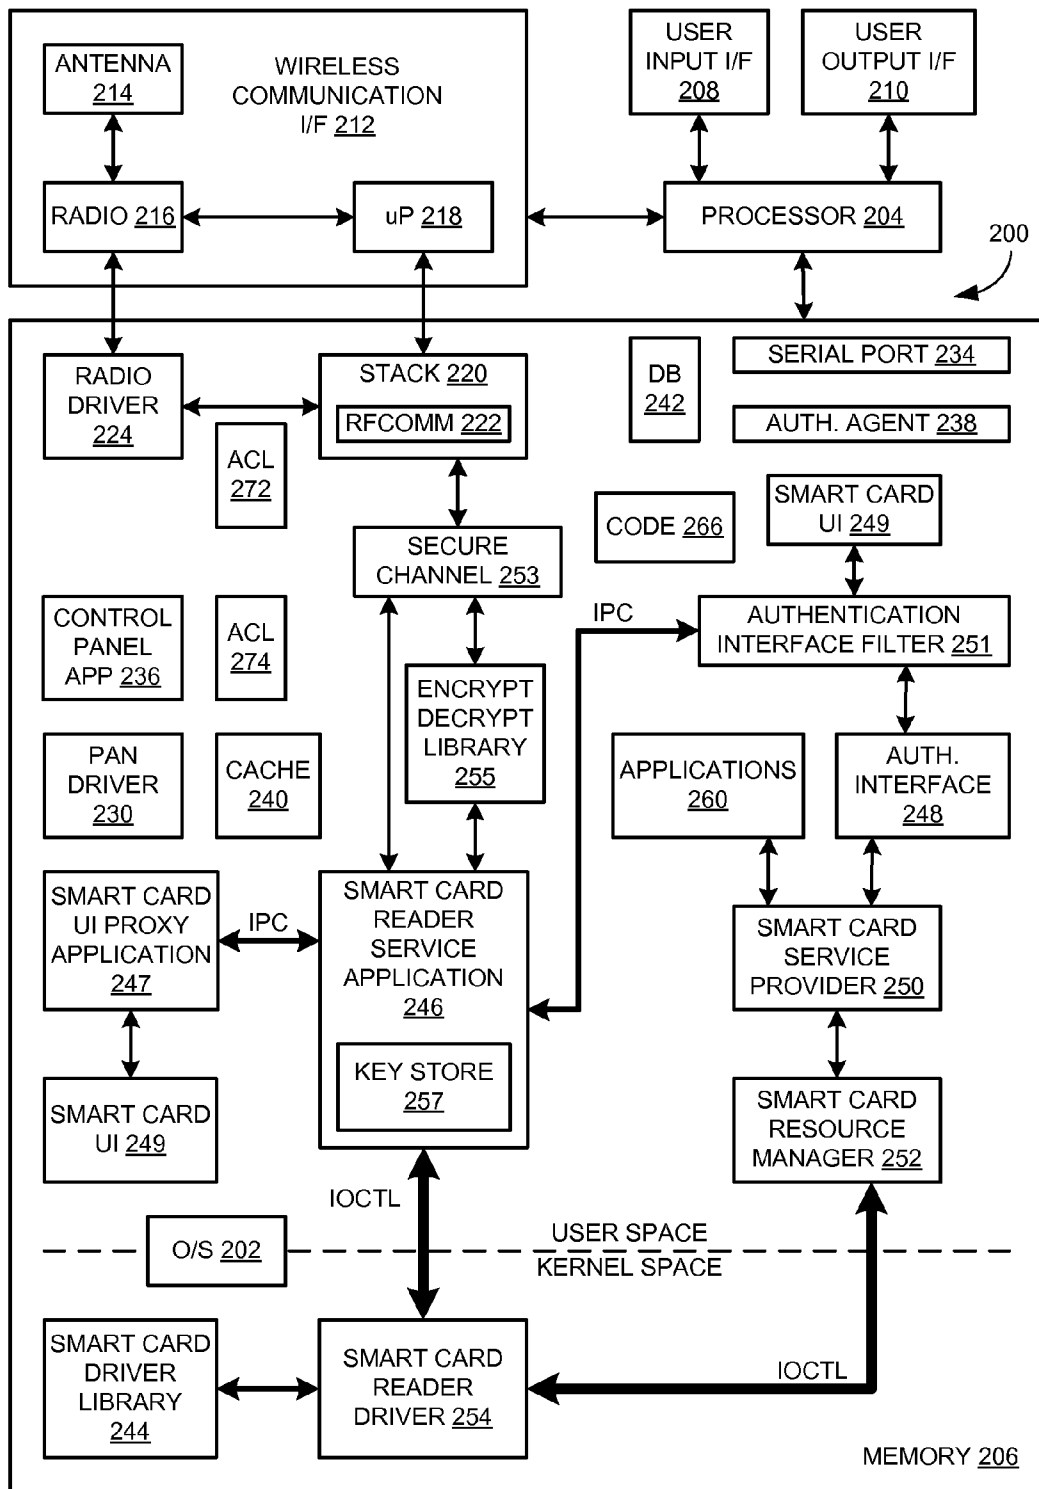 ANTENNA
214
WIRELESS
COMMUNICATION
I/F 212
USER
INPUT I/F
208
USER
OUTPUT I/F
210
RADIO 216
uP 218
PROCESSOR 204
200
RADIO
DRIVER
224
STACK 220
RFCOMM 222
DB
242
SERIAL PORT 234
AUTH. AGENT 238
ACL
272
SECURE
CHANNEL 253
CODE 266
SMART CARD
UI 249
CONTROL
PANEL
APP 236
ACL
274
IPC
AUTHENTICATION
INTERFACE FILTER 251
ENCRYPT
DECRYPT
LIBRARY
255
PAN
DRIVER
230
CACHE
240
APPLICATIONS
260
AUTH.
INTERFACE
248
SMART CARD
UI PROXY
APPLICATION
247
IPC
SMART CARD
READER
SERVICE
APPLICATION
246
KEY STORE
257
SMART CARD
SERVICE
PROVIDER 250
SMART CARD
UI 249
SMART CARD
RESOURCE
MANAGER 252
IOCTL
O/S 202
USER SPACE
KERNEL SPACE
SMART CARD
DRIVER
LIBRARY
244
SMART CARD
READER
DRIVER 254
IOCTL
MEMORY 206